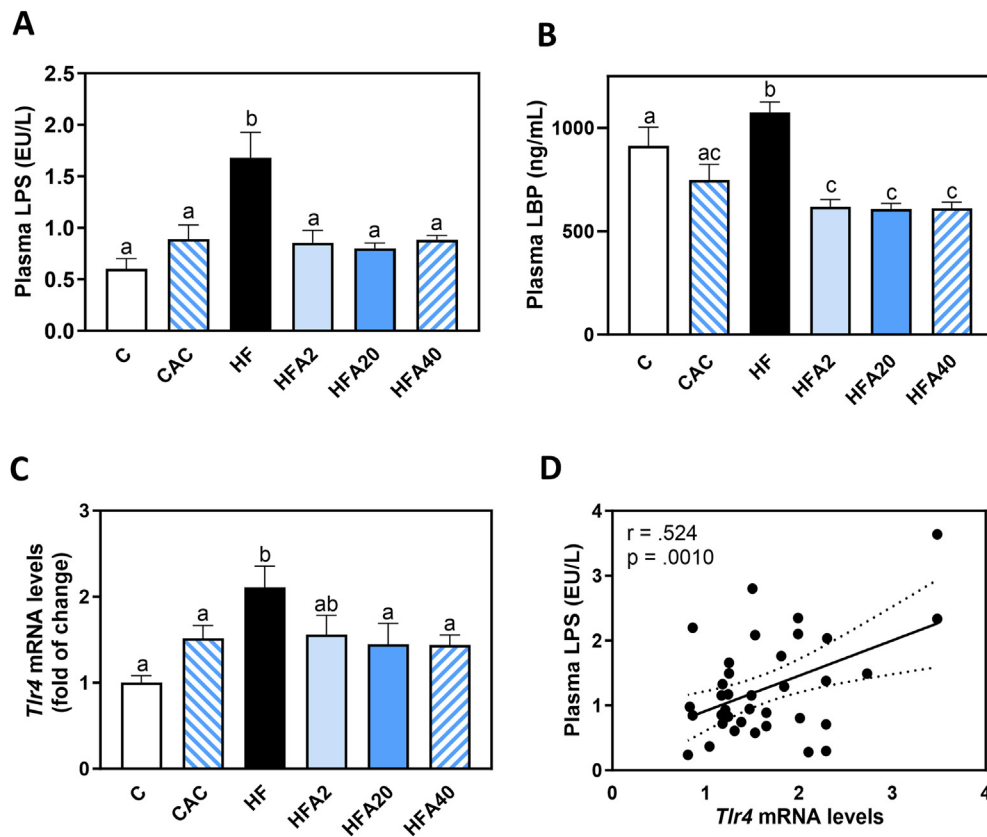 A
Plasma LPS (EU/L)
2.5
2.0
1.5
1.0
0.5
0.0
a
a
b
a
a
a
C
CAC
HF
HFA2
HFA20
HFA40
B
Plasma LBP (ng/mL)
1000
500
0
a
ac
b
c
c
c
C
CAC
HF
HFA2
HFA20
HFA40
C
Tlr4 mRNA levels
(fold of change)
3
2
1
0
a
a
b
ab
a
a
C
CAC
HF
HFA2
HFA20
HFA40
D
Plasma LPS (EU/L)
4
3
2
1
0
r = .524
p = .0010
0
1
2
3
4
Tlr4 mRNA levels